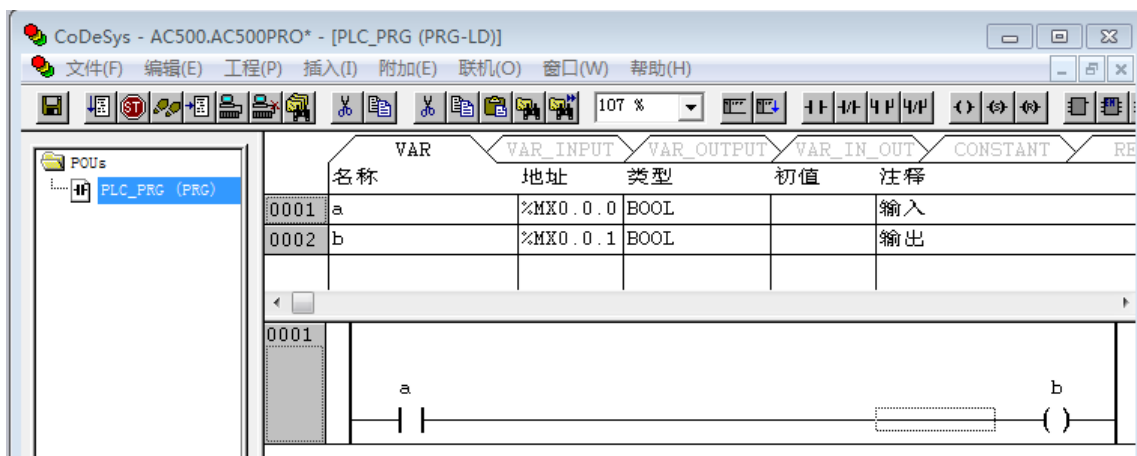 CoDeSys - AC500.AC500PRO* - [PLC_PRG (PRG-LD)]
文件(F) 编辑(E) 工程(P) 插入(I) 附加(E) 联机(O) 窗口(W) 帮助(H)
107 %
POUs
PLC_PRG (PRG)
VAR VAR_INPUT VAR_OUTPUT VAR_IN_OUT CONSTANT RE
名称 地址 类型 初值 注释
0001 a %MX0.0.0 BOOL 输入
0002 b %MX0.0.1 BOOL 输出
0001
a b